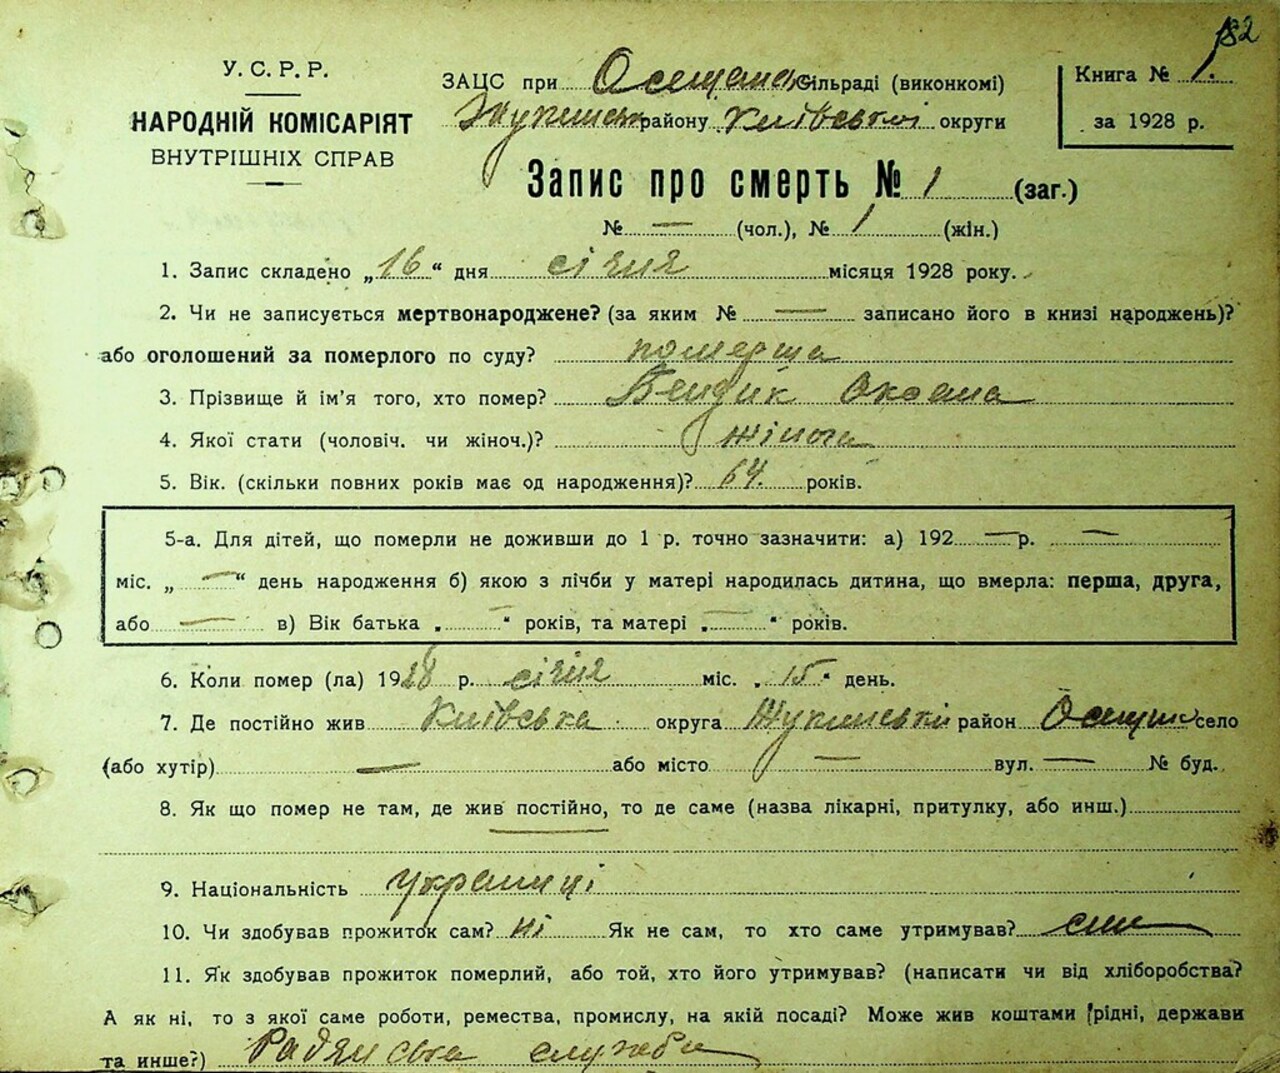 182
У. С. Р. Р.
НАРОДНІЙ КОМІСАРІЯТ
ВНУТРІШНІХ СПРАВ
ЗАЦС при Осещанс. сільраді (виконкомі)
Жукинськ. району Київської округи
Книга № 1.
за 1928 р.
Запис про смерть № 1 (заг.)
№ — (чол.), № 1 (жін.)
1. Запис складено „16“ дня січня місяця 1928 року.
2. Чи не записується мертвонароджене? (за яким № — записано його в книзі народжень)?
або оголошений за померлого по суду? померша
3. Прізвище й ім'я того, хто помер? Бендик Оксана
4. Якої стати (чоловіч. чи жіноч.)? жіноча
5. Вік. (скільки повних років має од народження)? 64. років.
5-а. Для дітей, що померли не доживши до 1 р. точно зазначити: а) 192 — р. —
міс. „ — “ день народження б) якою з лічби у матері народилась дитина, що вмерла: перша, друга,
або — в) Вік батька „ — “ років, та матері „ — “ років.
6. Коли помер (ла) 1928 р. січня міс. „15“ день.
7. Де постійно жив Київська округа Жукинський район Осещин село
(або хутір) — або місто — вул. — № буд.
8. Як що помер не там, де жив постійно, то де саме (назва лікарні, притулку, або инш.)
9. Національність українці
10. Чи здобував прожиток сам? ні Як не сам, то хто саме утримував? син
11. Як здобував прожиток померлий, або той, хто його утримував? (написати чи від хліборобства?
А як ні, то з якої саме роботи, ремества, промислу, на якій посаді? Може жив коштами (рідні, держави
та инше?) Радянська служба